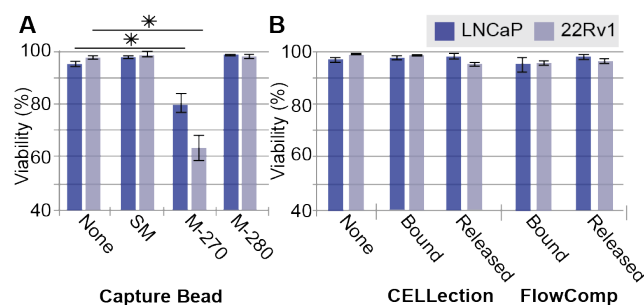 A
B
LNCaP 22Rv1
*
*
Viability (%)
100
80
60
40
None SM M-270 M-280
Capture Bead
Viability (%)
100
80
60
40
None Bound Released Bound Released
CELLection FlowComp